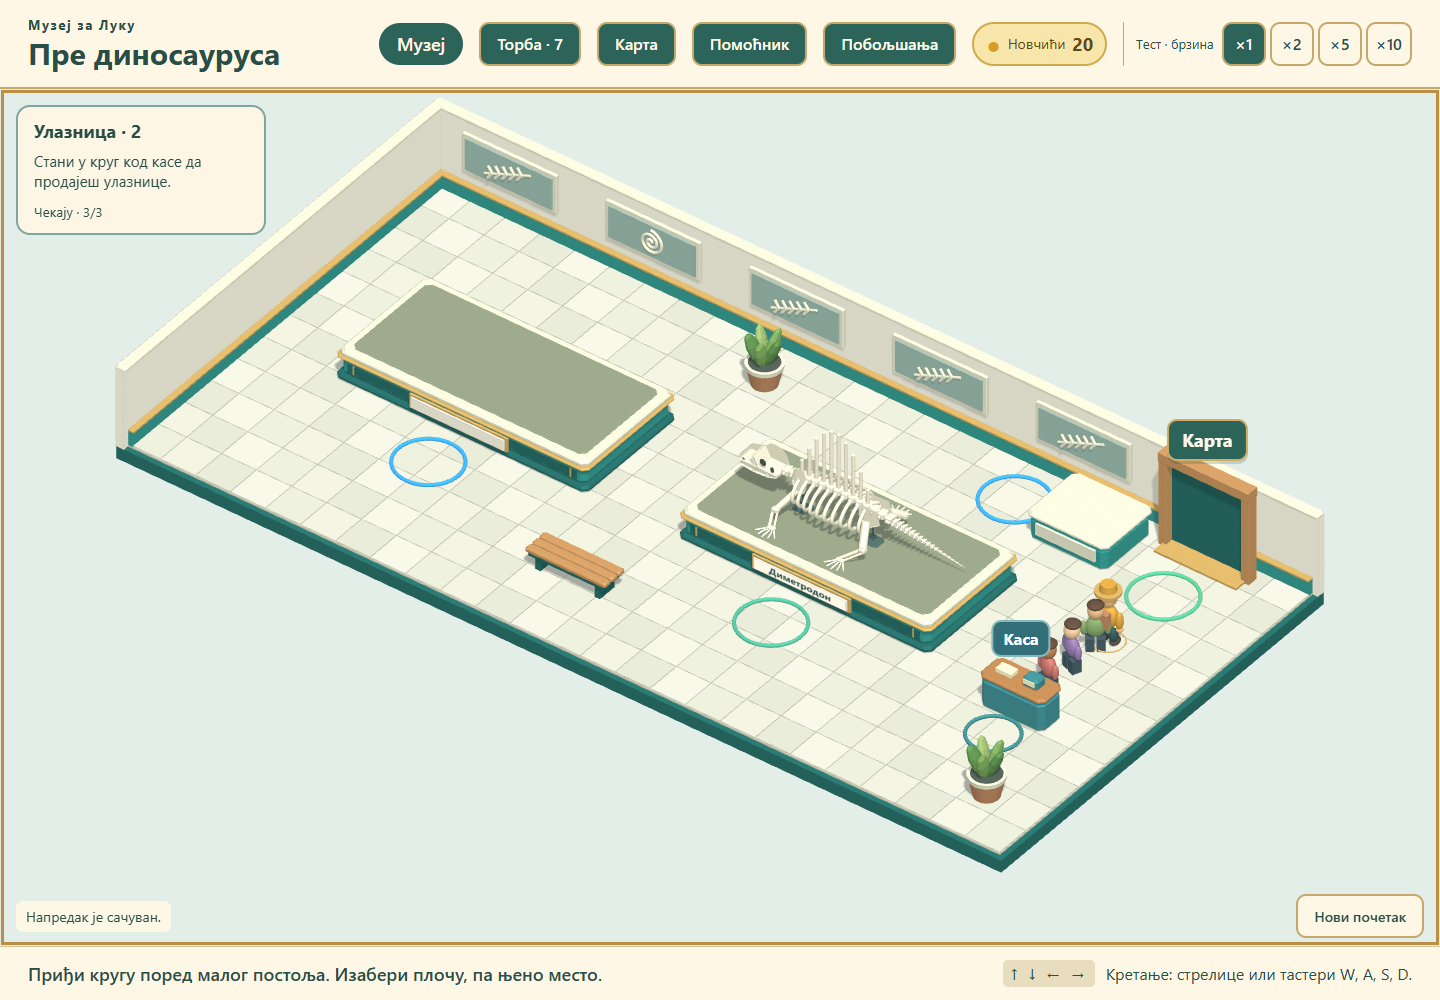 Музеј за Луку
Пре диносауруса
Музеј
Торба · 7
Карта
Помоћник
Побољшања
Новчићи 20
Тест · брзина
×1
×2
×5
×10
Улазница · 2
Стани у круг код касе да
продајеш улазнице.
Чекају · 3/3
Карта
Диметродон
Каса
Напредак је сачуван.
Нови почетак
Приђи кругу поред малог постоља. Изабери плочу, па њено место.
↑ ↓ ← → Кретање: стрелице или тастери W, A, S, D.